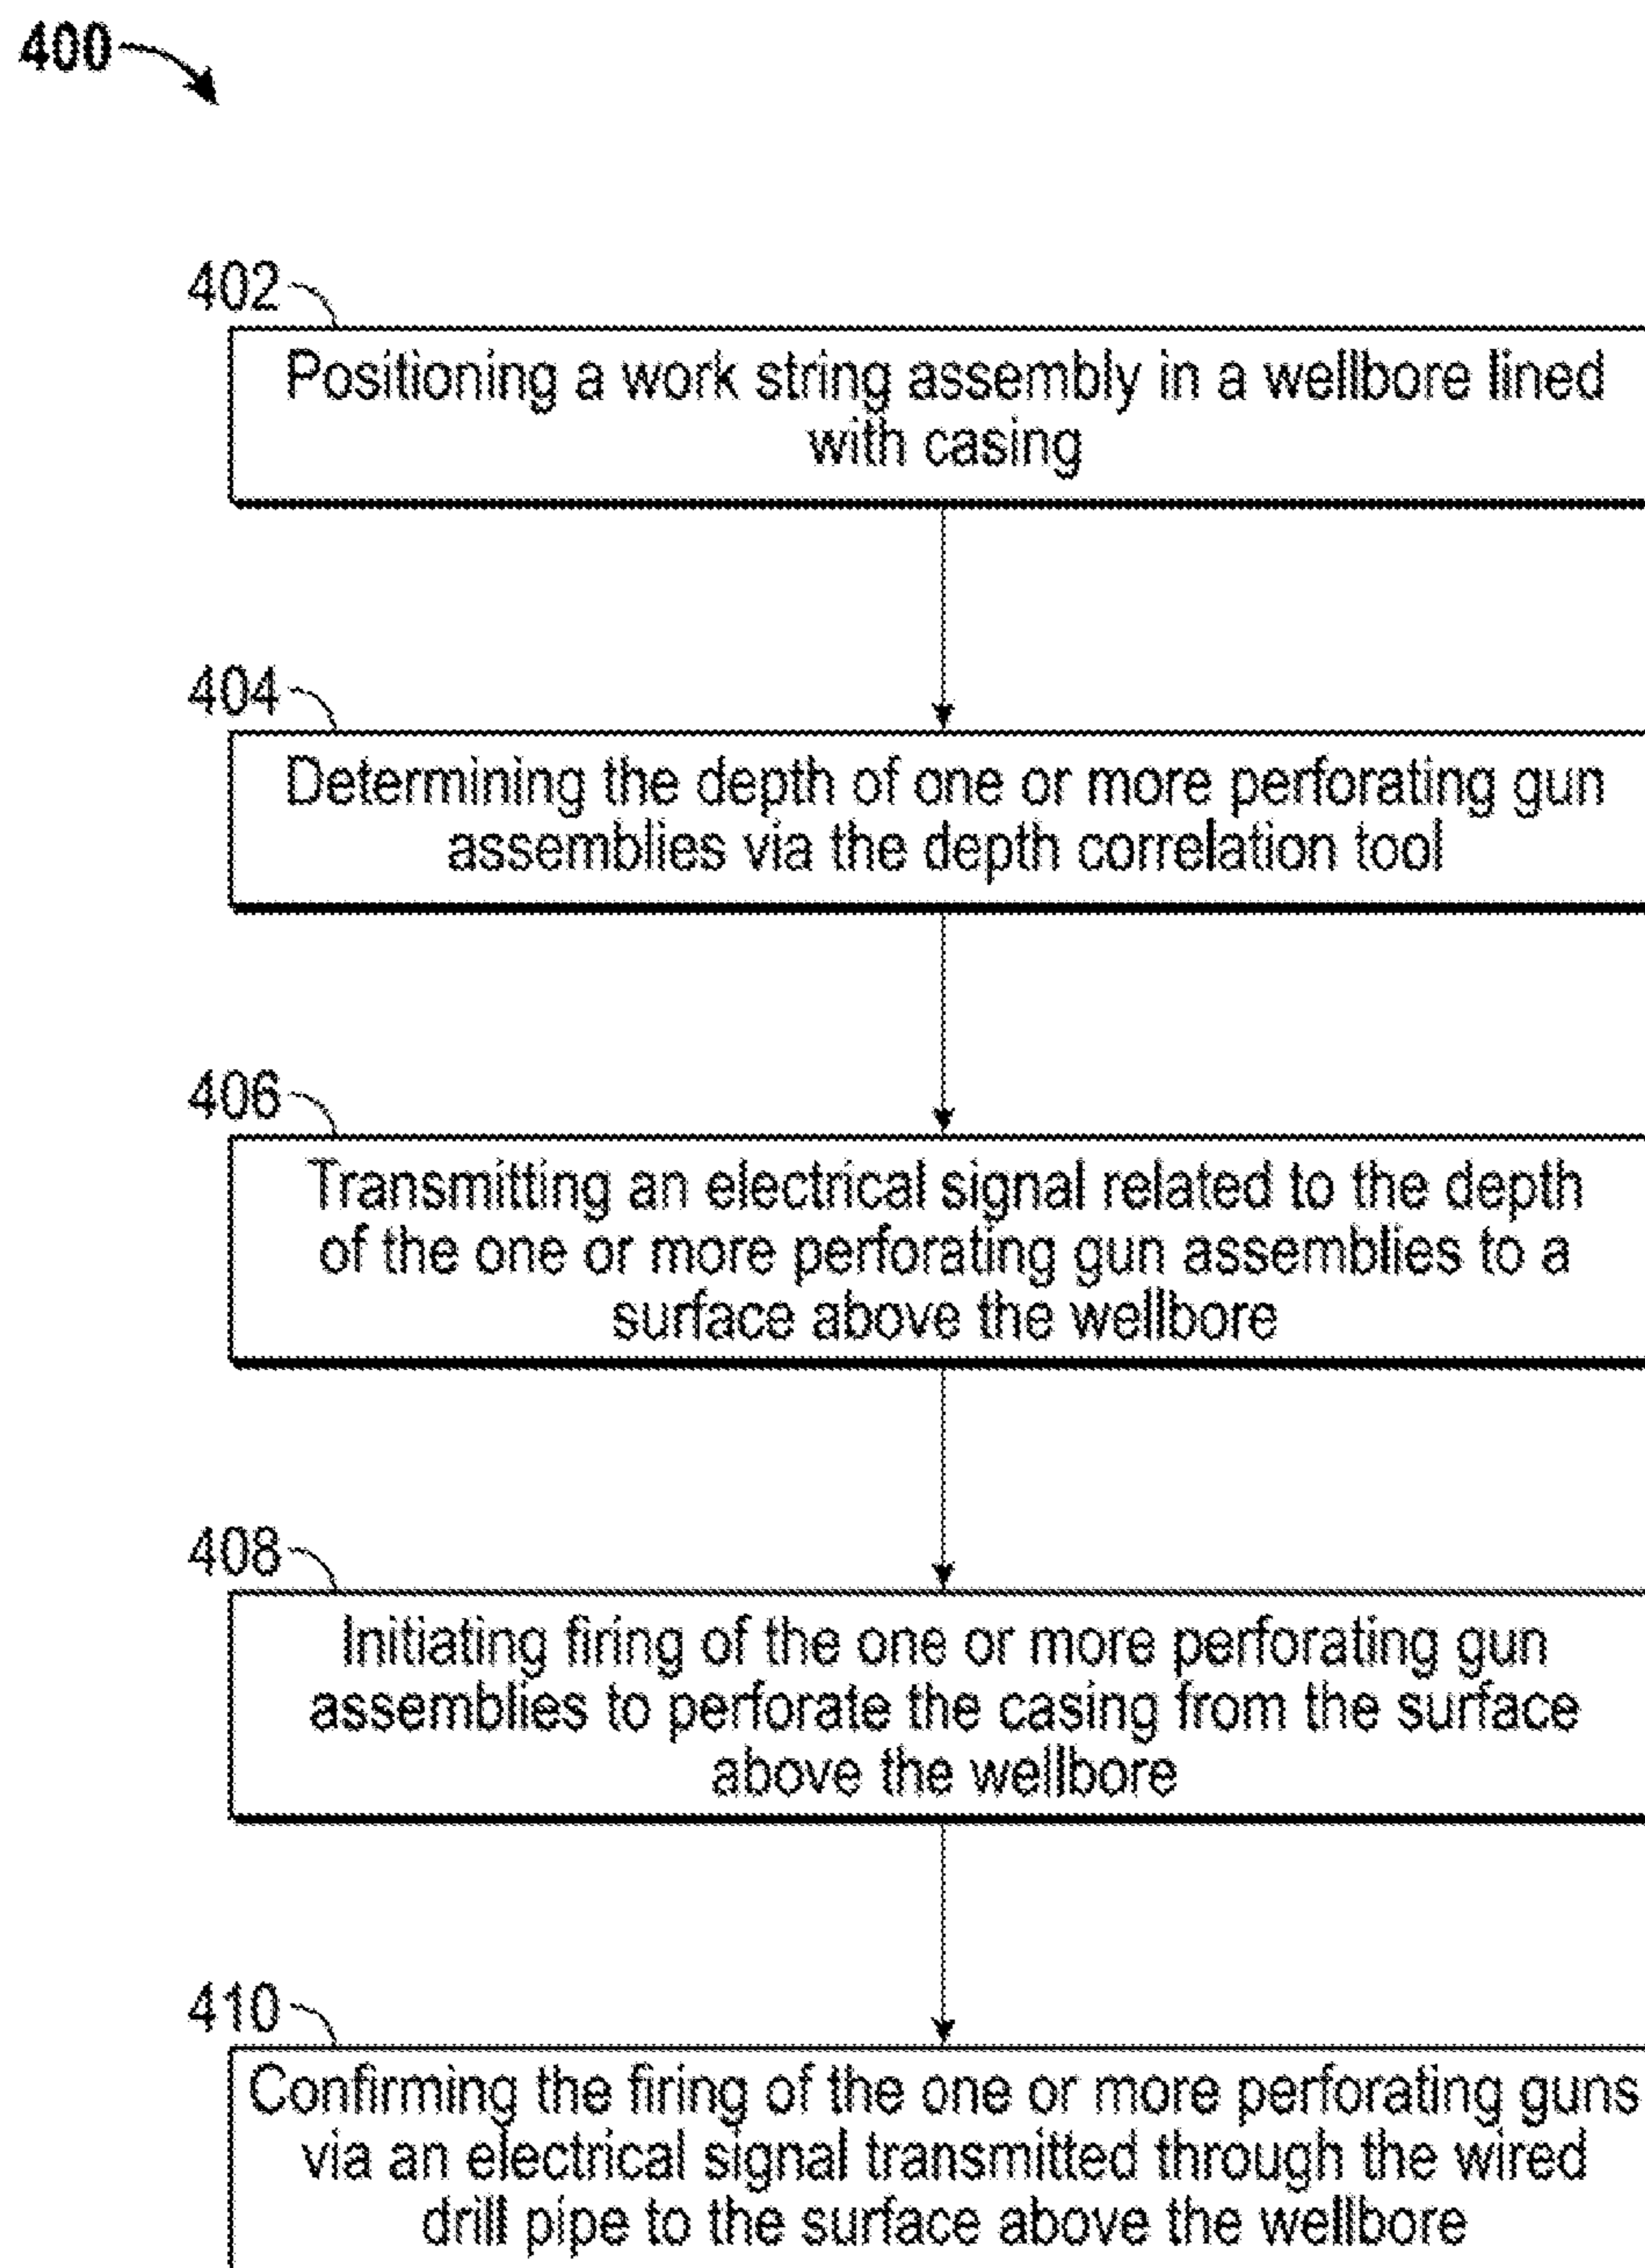 400
402
Positioning a work string assembly in a wellbore lined
with casing
404
Determining the depth of one or more perforating gun
assemblies via the depth correlation tool
406
Transmitting an electrical signal related to the depth
of the one or more perforating gun assemblies to a
surface above the wellbore
408
Initiating firing of the one or more perforating gun
assemblies to perforate the casing from the surface
above the wellbore
410
Confirming the firing of the one or more perforating guns
via an electrical signal transmitted through the wired
drill pipe to the surface above the wellbore